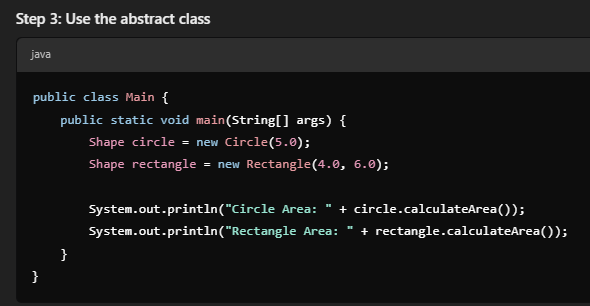 Step 3: Use the abstract class
java
public class Main {
    public static void main(String[] args) {
        Shape circle = new Circle(5.0);
        Shape rectangle = new Rectangle(4.0, 6.0);

        System.out.println("Circle Area: " + circle.calculateArea());
        System.out.println("Rectangle Area: " + rectangle.calculateArea());
    }
}